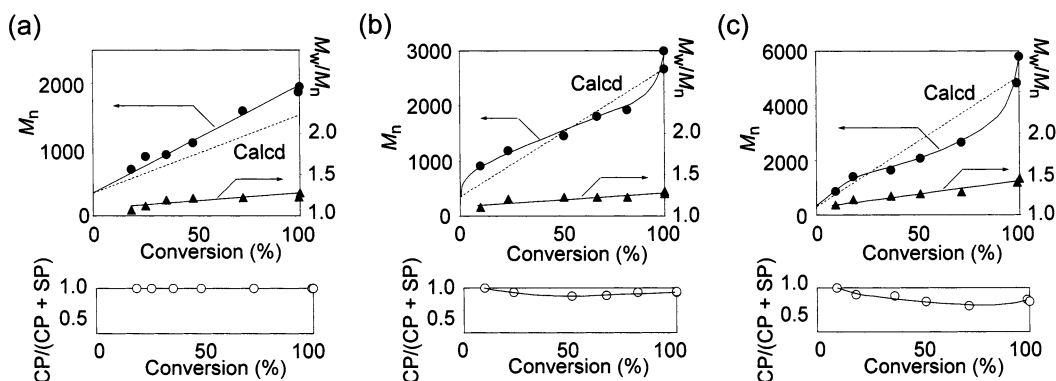 (a)
2000
1000
0
Mn
Mw/Mn
2.0
1.5
1.0
Calcd
0 50 100
Conversion (%)
1.0
0.5
CP/(CP + SP)
0 50 100
Conversion (%)
(b)
3000
2000
1000
0
Mn
Mw/Mn
2.0
1.5
1.0
Calcd
0 50 100
Conversion (%)
1.0
0.5
CP/(CP + SP)
0 50 100
Conversion (%)
(c)
6000
4000
2000
0
Mn
Mw/Mn
2.5
2.0
1.5
1.0
Calcd
0 50 100
Conversion (%)
1.0
0.5
CP/(CP + SP)
0 50 100
Conversion (%)